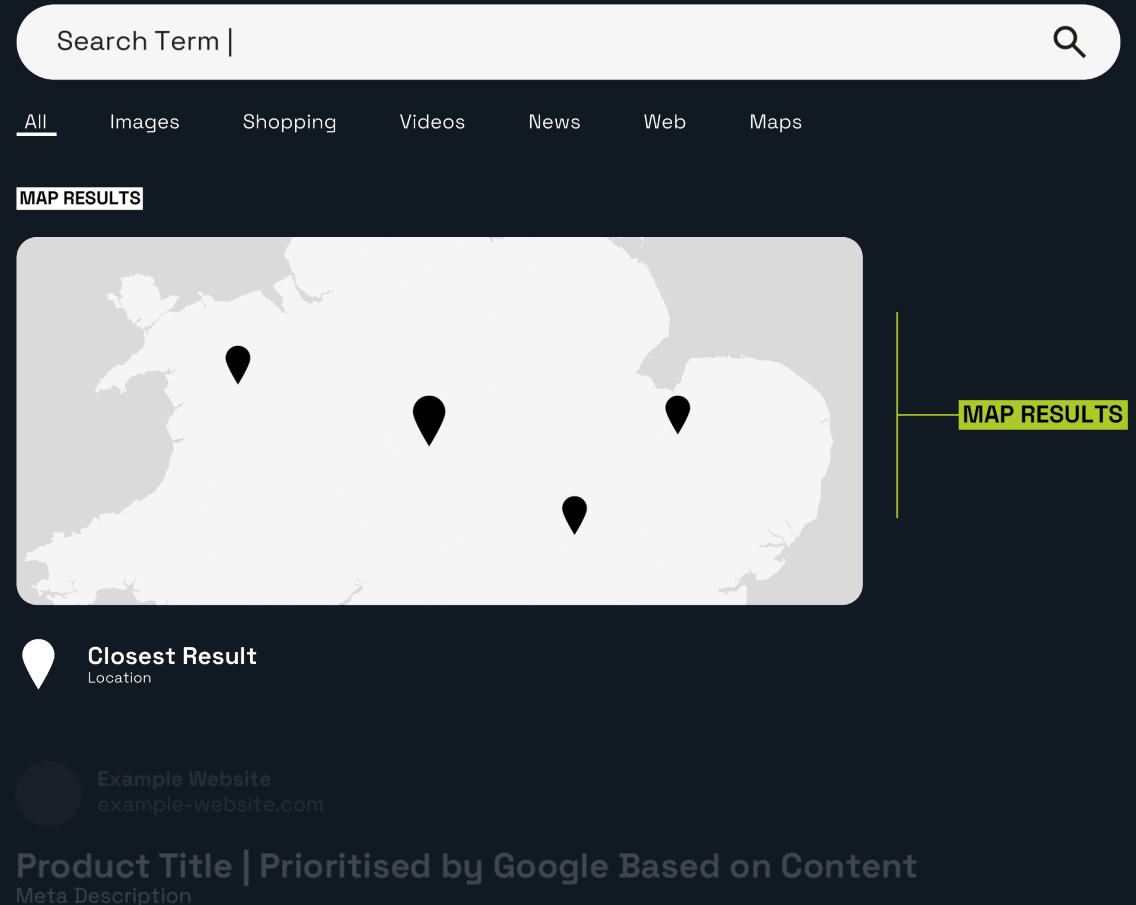 Search Term |
All Images Shopping Videos News Web Maps
MAP RESULTS
MAP RESULTS
Closest Result
Location
Example Website
example-website.com
Product Title | Prioritised by Google Based on Content
Meta Description